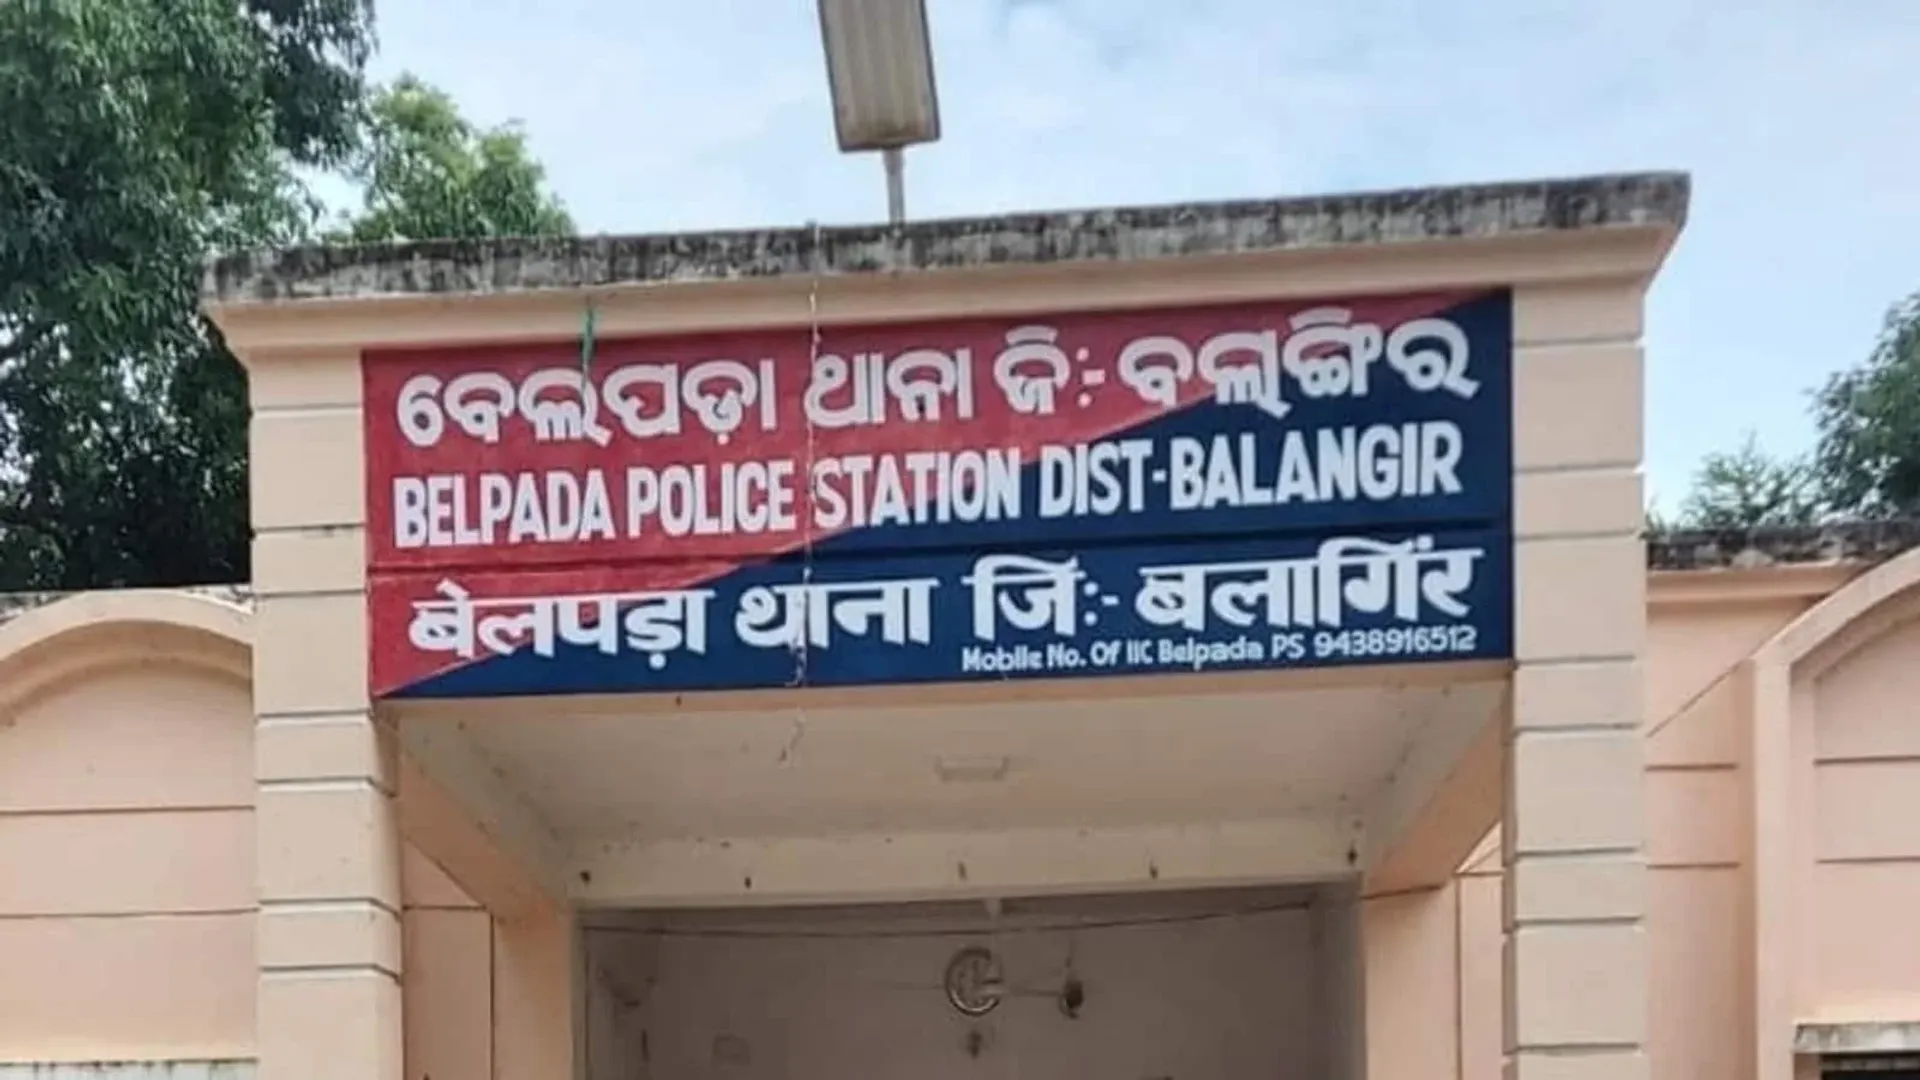 ବେଲପଡ଼ା ଥାନା ଜି:- ବଲାଙ୍ଗିର
BELPADA POLICE STATION DIST-BALANGIR
बेलपड़ा थाना जि:- बलागिंर
Mobile No. Of IIC Belpada PS 9438916512